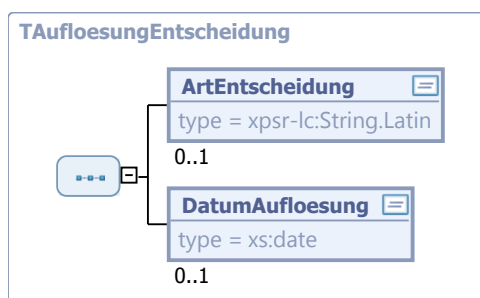 TAufloesungEntscheidung
ArtEntscheidung
type = xpsr-lc:String.Latin
0..1
DatumAufloesung
type = xs:date
0..1